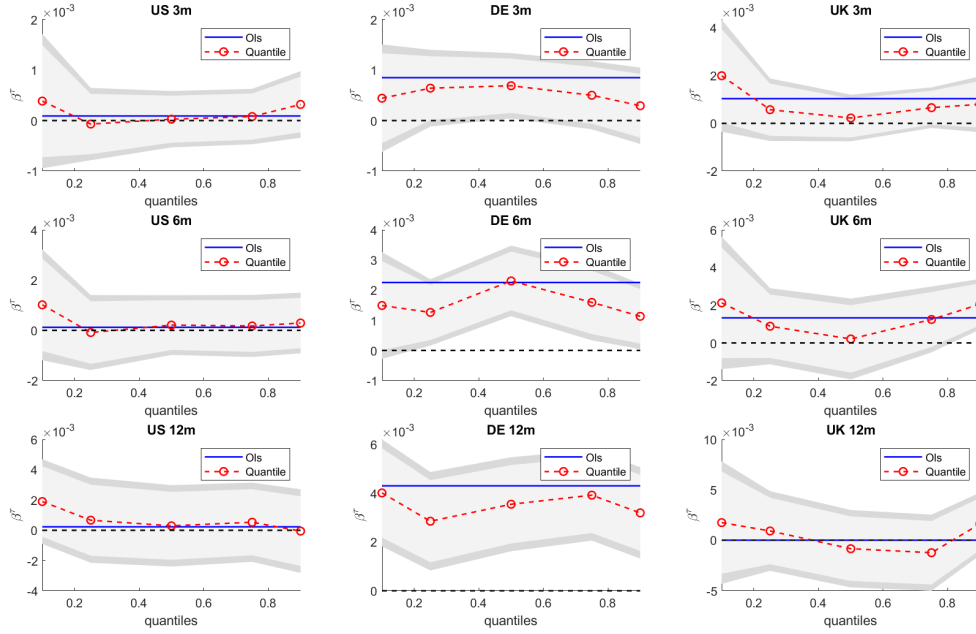 US 3m
×10⁻³
Ols
Quantile
β^τ
2
1
0
-1
0.2 0.4 0.6 0.8
quantiles
DE 3m
×10⁻³
Ols
Quantile
β^τ
2
1
0
-1
0.2 0.4 0.6 0.8
quantiles
UK 3m
×10⁻³
Ols
Quantile
β^τ
4
2
0
-2
0.2 0.4 0.6 0.8
quantiles
US 6m
×10⁻³
Ols
Quantile
β^τ
4
2
0
-2
0.2 0.4 0.6 0.8
quantiles
DE 6m
×10⁻³
Ols
Quantile
β^τ
4
3
2
1
0
-1
0.2 0.4 0.6 0.8
quantiles
UK 6m
×10⁻³
Ols
Quantile
β^τ
6
4
2
0
-2
0.2 0.4 0.6 0.8
quantiles
US 12m
×10⁻³
Ols
Quantile
β^τ
6
4
2
0
-2
-4
0.2 0.4 0.6 0.8
quantiles
DE 12m
×10⁻³
Ols
Quantile
β^τ
6
4
2
0
0.2 0.4 0.6 0.8
quantiles
UK 12m
×10⁻³
Ols
Quantile
β^τ
10
5
0
-5
0.2 0.4 0.6 0.8
quantiles